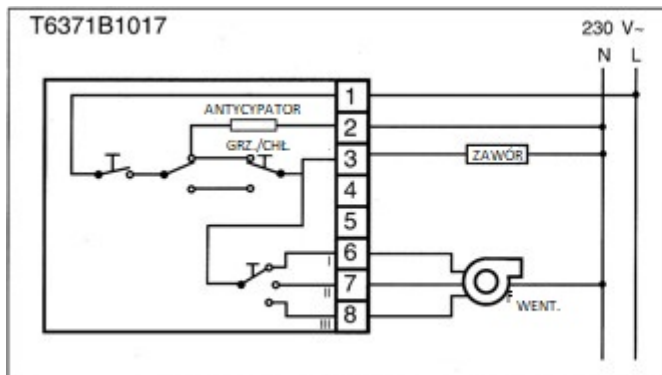 T6371B1017
230 V~
N L
1
ANTYCYPATOR
2
GRZ./CHŁ.
3
ZAWÓR
4
5
6
I
7
II
WENT.
8
III